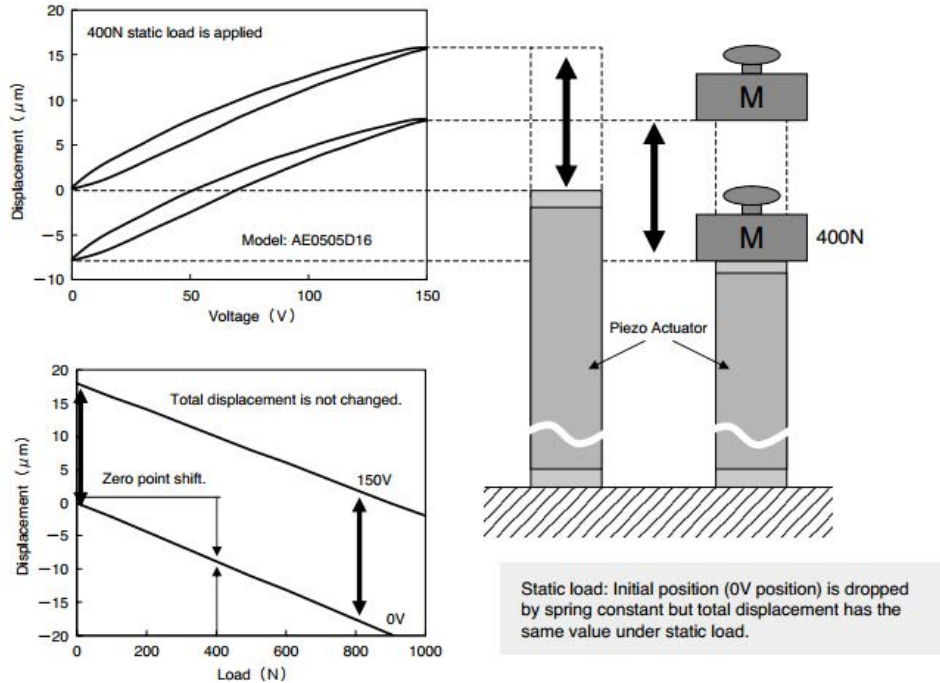 20
15
10
5
0
−5
−10
Displacement (μm)
400N static load is applied
Model: AE0505D16
0
50
100
150
Voltage (V)
M
M
400N
Piezo Actuator
20
15
10
5
0
−5
−10
−15
−20
Displacement (μm)
Total displacement is not changed.
Zero point shift.
150V
0V
0
200
400
600
800
1000
Load (N)
Static load: Initial position (0V position) is dropped
by spring constant but total displacement has the
same value under static load.